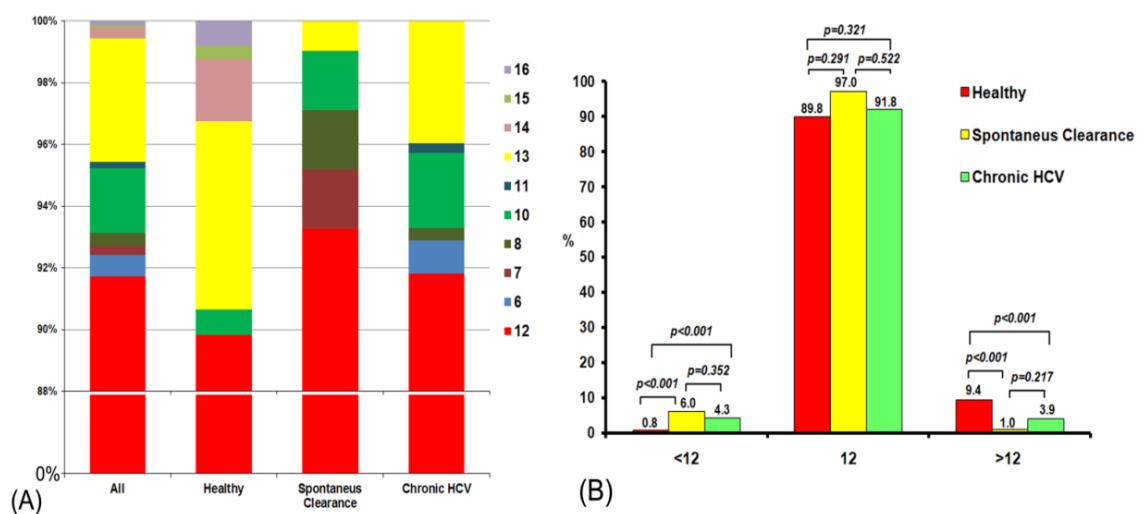 100%
98%
96%
94%
92%
90%
88%
0%
All
Healthy
Spontaneus
Clearance
Chronic HCV
16
15
14
13
11
10
8
7
6
12
(A)
p=0.321
p=0.291
p=0.522
100
90
80
70
60
50
40
30
20
10
0
%
89.8
97.0
91.8
Healthy
Spontaneus Clearance
Chronic HCV
p<0.001
p<0.001
p=0.352
0.8
6.0
4.3
p<0.001
p<0.001
p=0.217
9.4
1.0
3.9
<12
12
>12
(B)